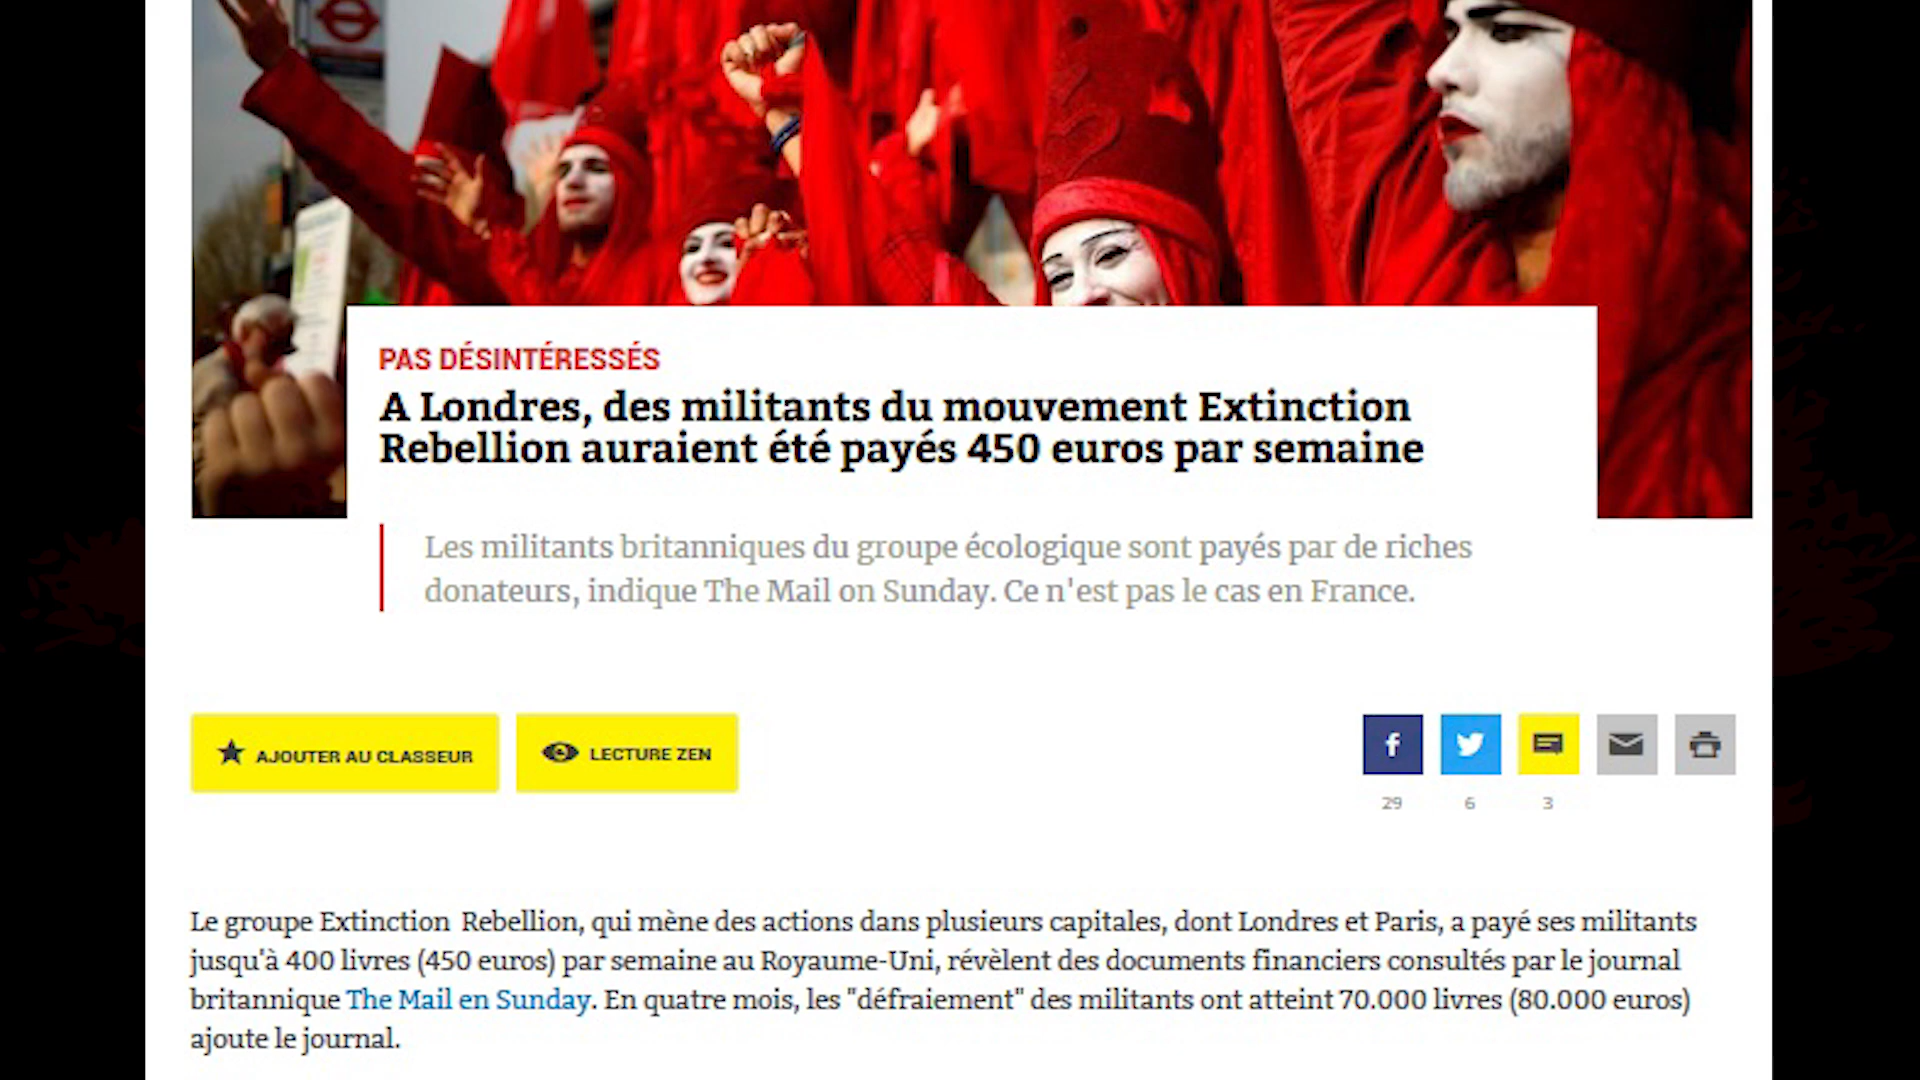 PAS DÉSINTÉRESSÉS
A Londres, des militants du mouvement Extinction
Rebellion auraient été payés 450 euros par semaine
Les militants britanniques du groupe écologique sont payés par de riches
donateurs, indique The Mail on Sunday. Ce n'est pas le cas en France.
AJOUTER AU CLASSEUR
LECTURE ZEN
f
29
6
3
Le groupe Extinction Rebellion, qui mène des actions dans plusieurs capitales, dont Londres et Paris, a payé ses militants
jusqu'à 400 livres (450 euros) par semaine au Royaume-Uni, révèlent des documents financiers consultés par le journal
britannique The Mail en Sunday. En quatre mois, les "défraiement" des militants ont atteint 70.000 livres (80.000 euros)
ajoute le journal.